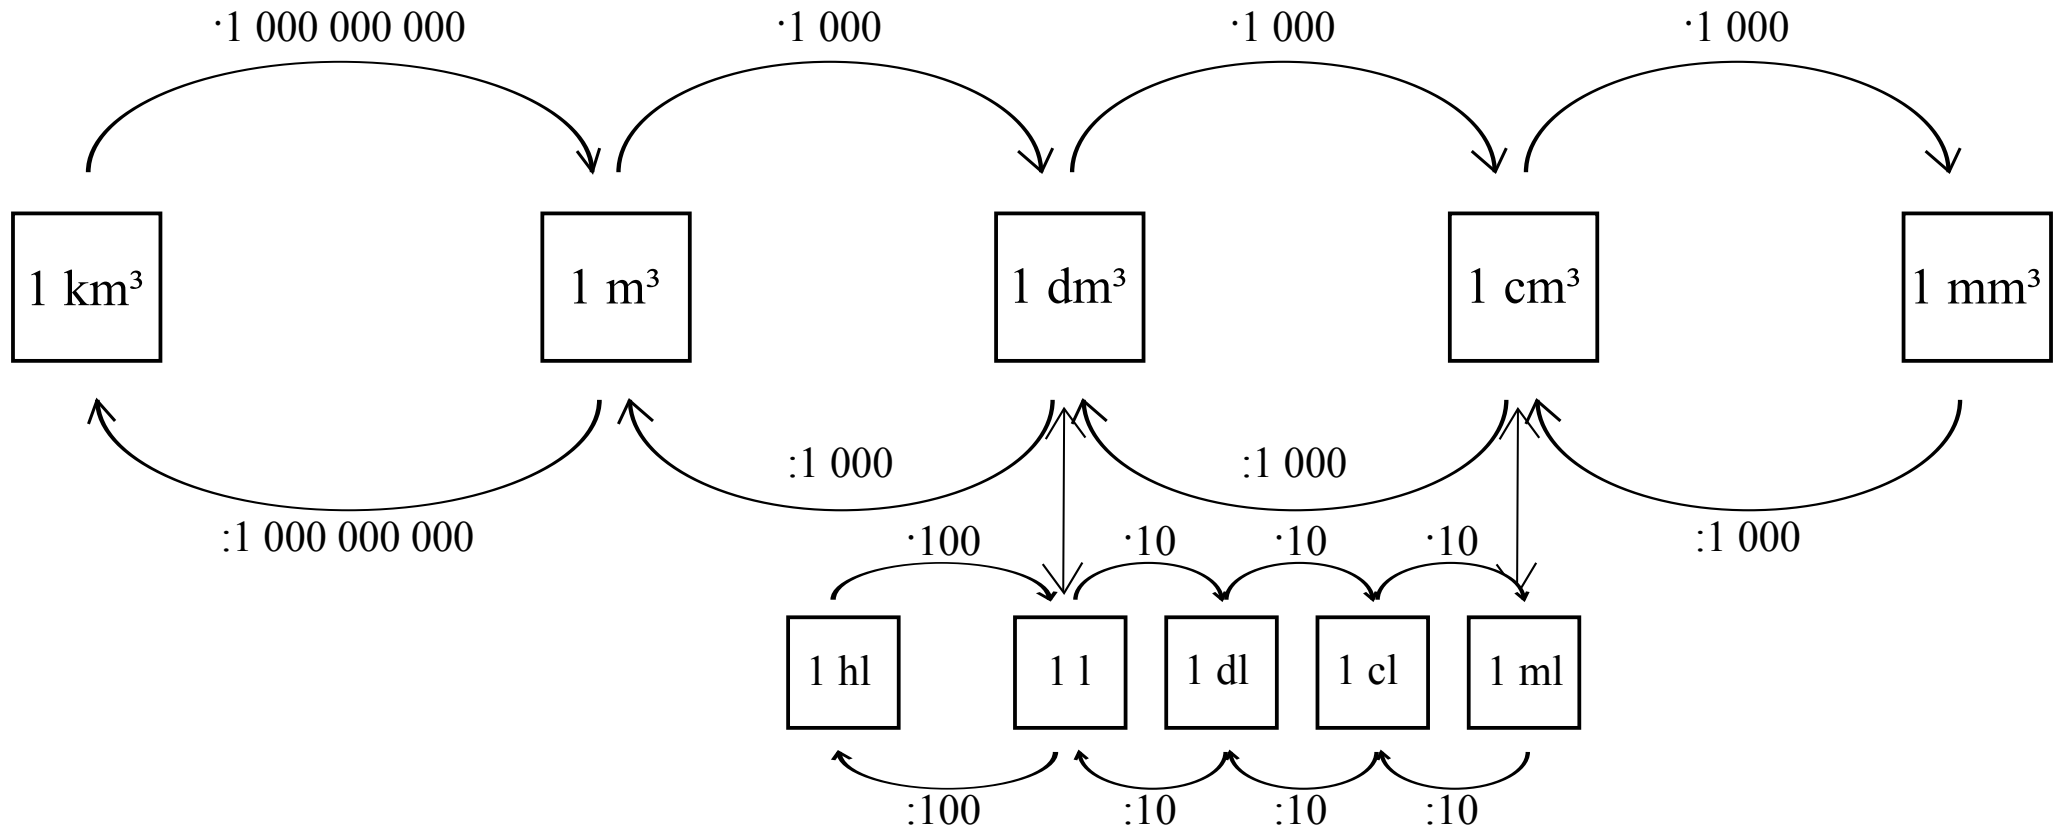 ·1 000 000 000 ·1 000 ·1 000 ·1 000
1 km³ 1 m³ 1 dm³ 1 cm³ 1 mm³
:1 000 :1 000
:1 000 000 000 ·100 ·10 ·10 ·10 :1 000
1 hl 1 l 1 dl 1 cl 1 ml
:100 :10 :10 :10